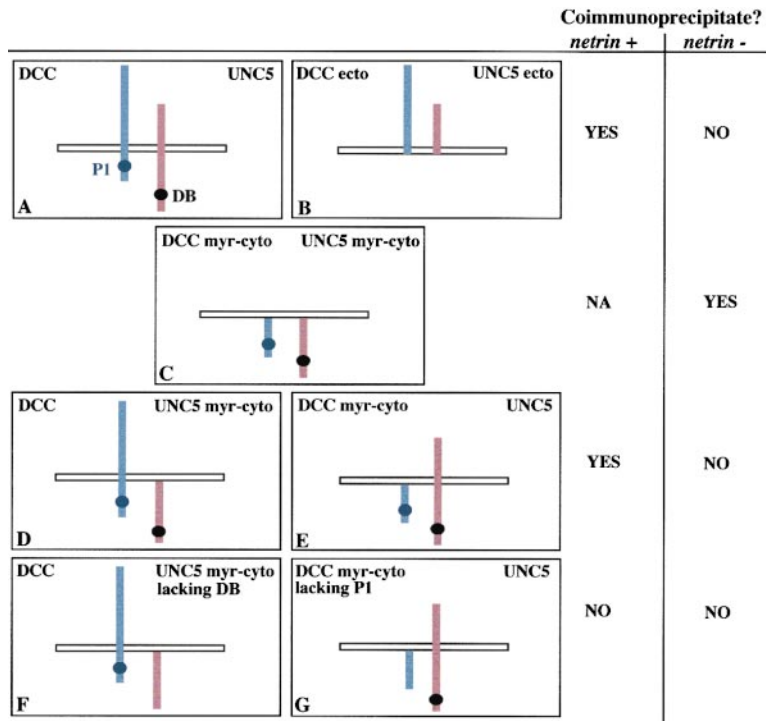 Coimmunoprecipitate?
netrin + netrin -
DCC UNC5
P1
DB
A
DCC ecto UNC5 ecto
B
YES NO
DCC myr-cyto UNC5 myr-cyto
C
NA YES
DCC UNC5 myr-cyto
D
DCC myr-cyto UNC5
E
YES NO
DCC UNC5 myr-cyto
lacking DB
F
DCC myr-cyto UNC5
lacking P1
G
NO NO